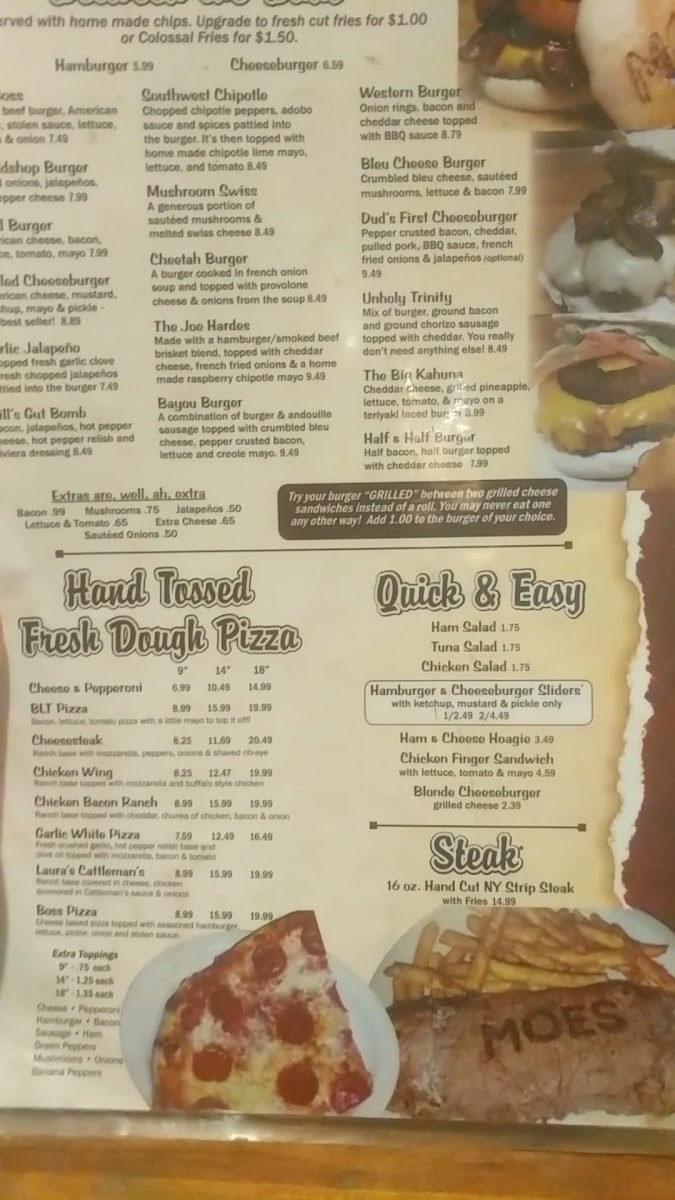 served with home made chips. Upgrade to fresh cut fries for $1.00
or Colossal Fries for $1.50.
Hamburger 5.99
Cheeseburger 6.59
beef burger, American
, stolen sauce, lettuce,
& onion 7.49
Burger
onions, jalapeños,
cheese 7.99
Burger
cheese, bacon,
tomato, mayo 7.99
Cheeseburger
cheese, mustard,
mayo & pickle -
best seller! 8.89
Jalapeño
fresh garlic clove
fresh chopped jalapeños
into the burger 7.49
Gut Bomb
jalapeños, hot pepper
cheese, hot pepper relish and
dressing 8.49
Southwest Chipotle
Chopped chipotle peppers, adobo
sauce and spices pattied into
the burger. It's then topped with
home made chipotle lime mayo,
lettuce, and tomato 8.49
Mushroom Swiss
A generous portion of
sautéed mushrooms &
melted swiss cheese 8.49
Cheetah Burger
A burger cooked in french onion
soup and topped with provolone
cheese & onions from the soup 8.49
The Joe Hardes
Made with a hamburger/smoked beef
brisket blend, topped with cheddar
cheese, french fried onions & a home
made raspberry chipotle mayo 9.49
Bayou Burger
A combination of burger & andouille
sausage topped with crumbled bleu
cheese, pepper crusted bacon,
lettuce and creole mayo. 9.49
Western Burger
Onion rings, bacon and
cheddar cheese topped
with BBQ sauce 8.79
Bleu Cheese Burger
Crumbled bleu cheese, sautéed
mushrooms, lettuce & bacon 7.99
Dud's First Cheeseburger
Pepper crusted bacon, cheddar,
pulled pork, BBQ sauce, french
fried onions & jalapeños (optional)
9.49
Unholy Trinity
Mix of burger, ground bacon
and ground chorizo sausage
topped with cheddar. You really
don't need anything else! 8.49
The Big Kahuna
Cheddar cheese, grilled pineapple,
lettuce, tomato, & mayo on a
teriyaki laced burger 8.99
Half & Half Burger
Half bacon, half burger topped
with cheddar cheese 7.99
Extras are, well, ah, extra
Bacon .99 Mushrooms .75 Jalapeños .50
Lettuce & Tomato .65 Extra Cheese .65
Sautéed Onions .50
Try your burger "GRILLED" between two grilled cheese
sandwiches instead of a roll. You may never eat one
any other way! Add 1.00 to the burger of your choice.
Hand Tossed
Fresh Dough Pizza
9" 14" 18"
Cheese & Pepperoni 6.99 10.49 14.99
BLT Pizza 8.99 15.99 19.99
Bacon, lettuce, tomato pizza with a little mayo to top it off!
Cheesesteak 8.25 11.69 20.49
Ranch base with mozzarella, peppers, onions & shaved rib-eye
Chicken Wing 8.25 12.47 19.99
Ranch base topped with mozzarella and buffalo style chicken
Chicken Bacon Ranch 8.99 15.99 19.99
Ranch base topped with cheddar, chunks of chicken, bacon & onion
Garlic White Pizza 7.59 12.49 16.49
Fresh crushed garlic, hot pepper relish base and
olive oil topped with mozzarella, bacon & tomato
Laura's Cattleman's 8.99 15.99 19.99
Ranch base covered in cheese, chicken
simmered in Cattleman's sauce & onions
Boss Pizza 8.99 15.99 19.99
Cheese based pizza topped with seasoned hamburger,
lettuce, pickle, onion and stolen sauce.
Extra Toppings
9" - .75 each
14" - 1.25 each
18" - 1.35 each
Cheese • Pepperoni
Hamburger • Bacon
Sausage • Ham
Green Peppers
Mushrooms • Onions
Banana Peppers
Quick & Easy
Ham Salad 1.75
Tuna Salad 1.75
Chicken Salad 1.75
Hamburger & Cheeseburger Sliders
with ketchup, mustard & pickle only
1/2.49 2/4.49
Ham & Cheese Hoagie 3.49
Chicken Finger Sandwich
with lettuce, tomato & mayo 4.59
Blonde Cheeseburger
grilled cheese 2.39
Steak
16 oz. Hand Cut NY Strip Steak
with Fries 14.99
MOES